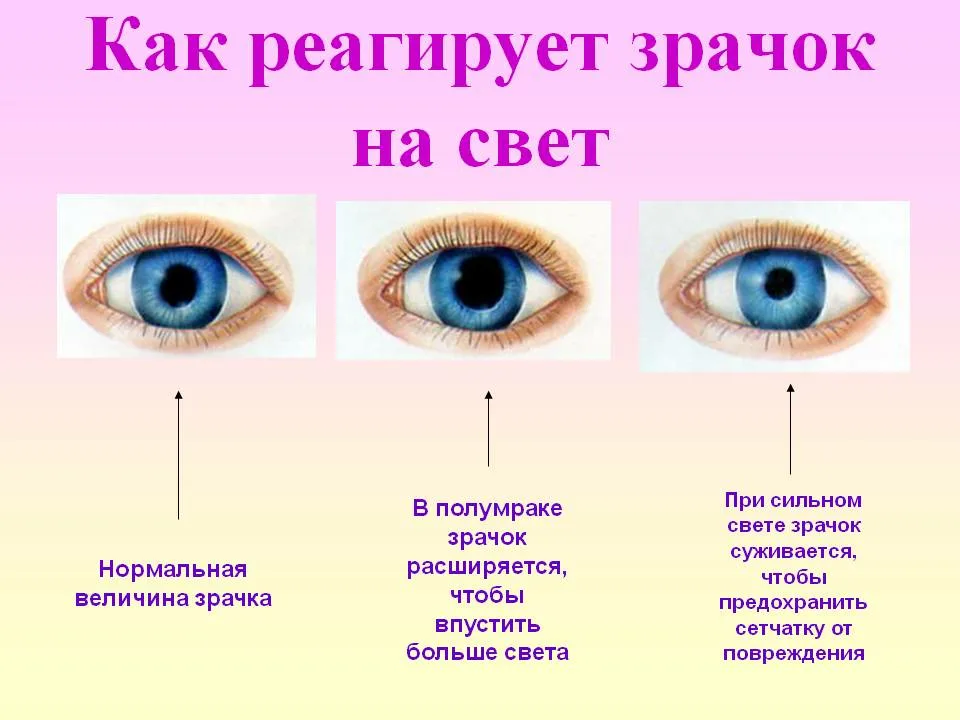 Как реагирует зрачок
на свет
Нормальная
величина зрачка
В полумраке
зрачок
расширяется,
чтобы
впустить
больше света
При сильном
свете зрачок
суживается,
чтобы
предохранить
сетчатку от
повреждения